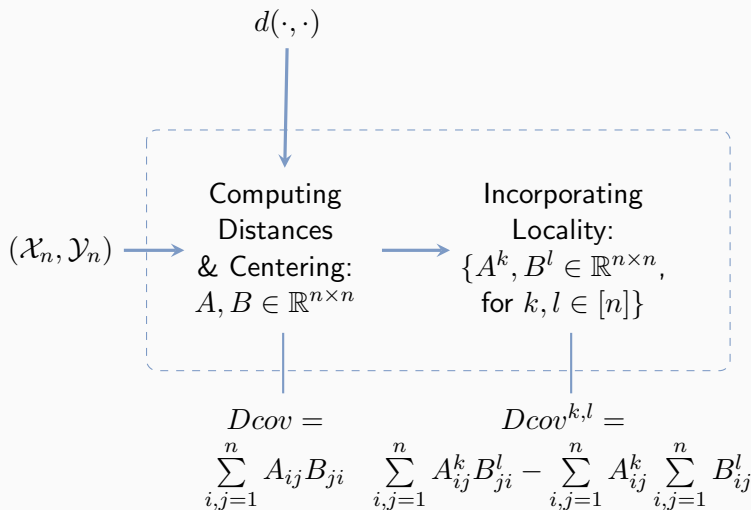 d(·, ·)
Computing
Distances
& Centering:
A, B ∈ ℝ^{n×n}
Incorporating
Locality:
{A^k, B^l ∈ ℝ^{n×n},
for k, l ∈ [n]}
(𝒳_n, 𝒴_n)
Dcov =
∑_{i,j=1}^{n} A_{ij}B_{ji}
Dcov^{k,l} =
∑_{i,j=1}^{n} A^k_{ij}B^l_{ji} − ∑_{i,j=1}^{n} A^k_{ij} ∑_{i,j=1}^{n} B^l_{ij}